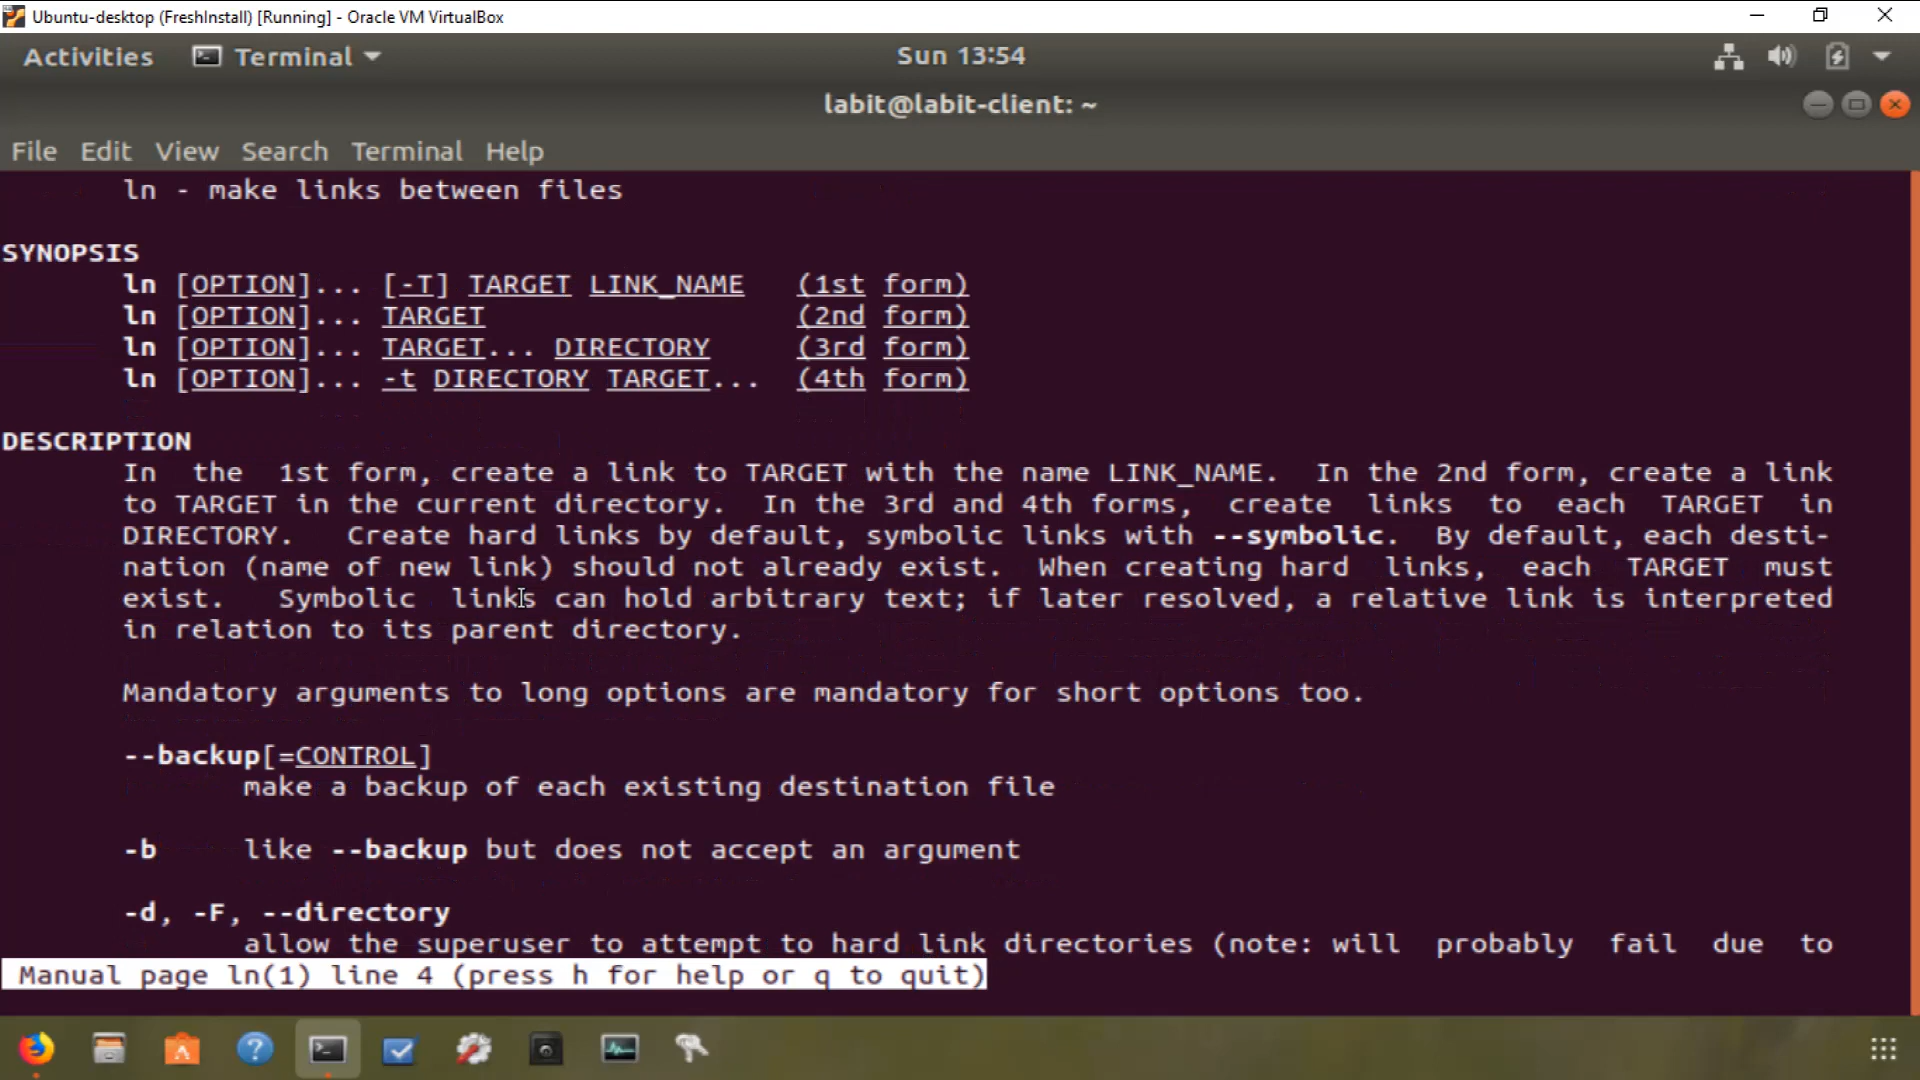 Ubuntu-desktop (FreshInstall) [Running] - Oracle VM VirtualBox
Activities Terminal Sun 13:54
labit@labit-client: ~
File Edit View Search Terminal Help
ln - make links between files
SYNOPSIS
ln [OPTION]... [-T] TARGET LINK_NAME (1st form)
ln [OPTION]... TARGET (2nd form)
ln [OPTION]... TARGET... DIRECTORY (3rd form)
ln [OPTION]... -t DIRECTORY TARGET... (4th form)
DESCRIPTION
In the 1st form, create a link to TARGET with the name LINK_NAME. In the 2nd form, create a link
to TARGET in the current directory. In the 3rd and 4th forms, create links to each TARGET in
DIRECTORY. Create hard links by default, symbolic links with --symbolic. By default, each desti-
nation (name of new link) should not already exist. When creating hard links, each TARGET must
exist. Symbolic links can hold arbitrary text; if later resolved, a relative link is interpreted
in relation to its parent directory.
Mandatory arguments to long options are mandatory for short options too.
--backup[=CONTROL]
make a backup of each existing destination file
-b like --backup but does not accept an argument
-d, -F, --directory
allow the superuser to attempt to hard link directories (note: will probably fail due to
Manual page ln(1) line 4 (press h for help or q to quit)